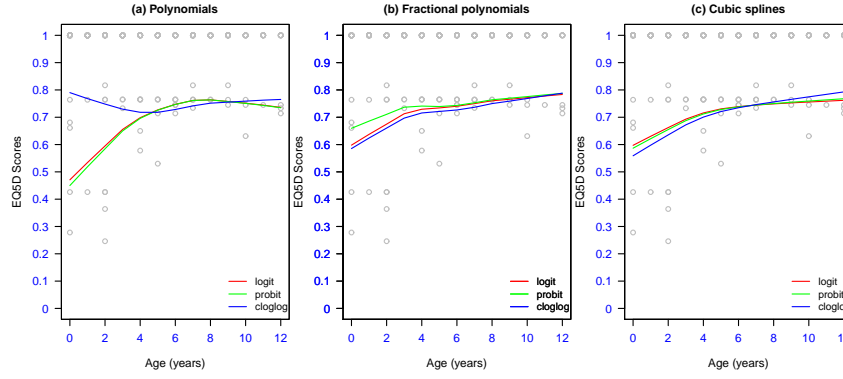 (a) Polynomials
(b) Fractional polynomials
(c) Cubic splines
EQ5D Scores
1
0.9
0.8
0.7
0.6
0.5
0.4
0.3
0.2
0.1
0
logit
probit
cloglog
0 2 4 6 8 10 12
Age (years)
EQ5D Scores
1
0.9
0.8
0.7
0.6
0.5
0.4
0.3
0.2
0.1
0
logit
probit
cloglog
0 2 4 6 8 10 12
Age (years)
EQ5D Scores
1
0.9
0.8
0.7
0.6
0.5
0.4
0.3
0.2
0.1
0
logit
probit
cloglog
0 2 4 6 8 10
Age (years)